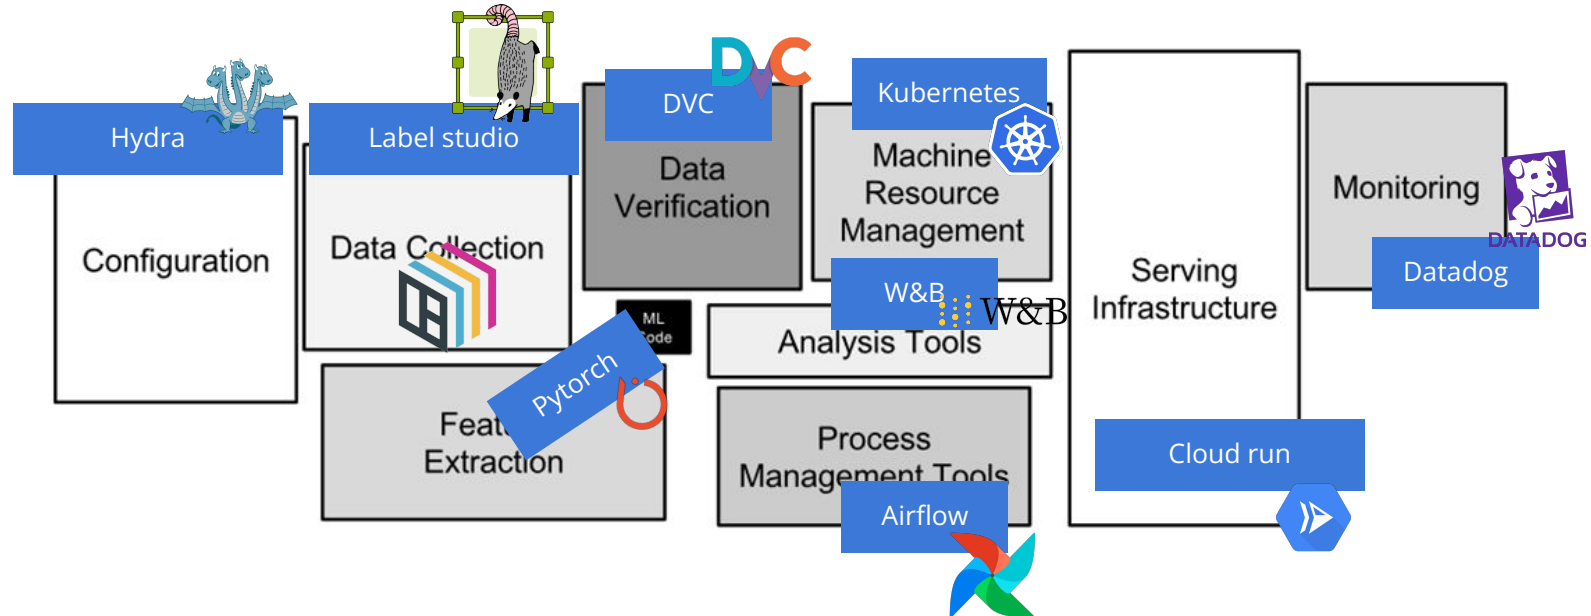 Hydra
Configuration
Label studio
Data Collection
DVC
DVC
Data
Verification
Kubernetes
Machine
Resource
Management
ML
Pytorch
Extraction
W&B
W&B
Analysis Tools
Process
Management Tools
Airflow
Serving
Infrastructure
Cloud run
Monitoring
DATADOG
Datadog